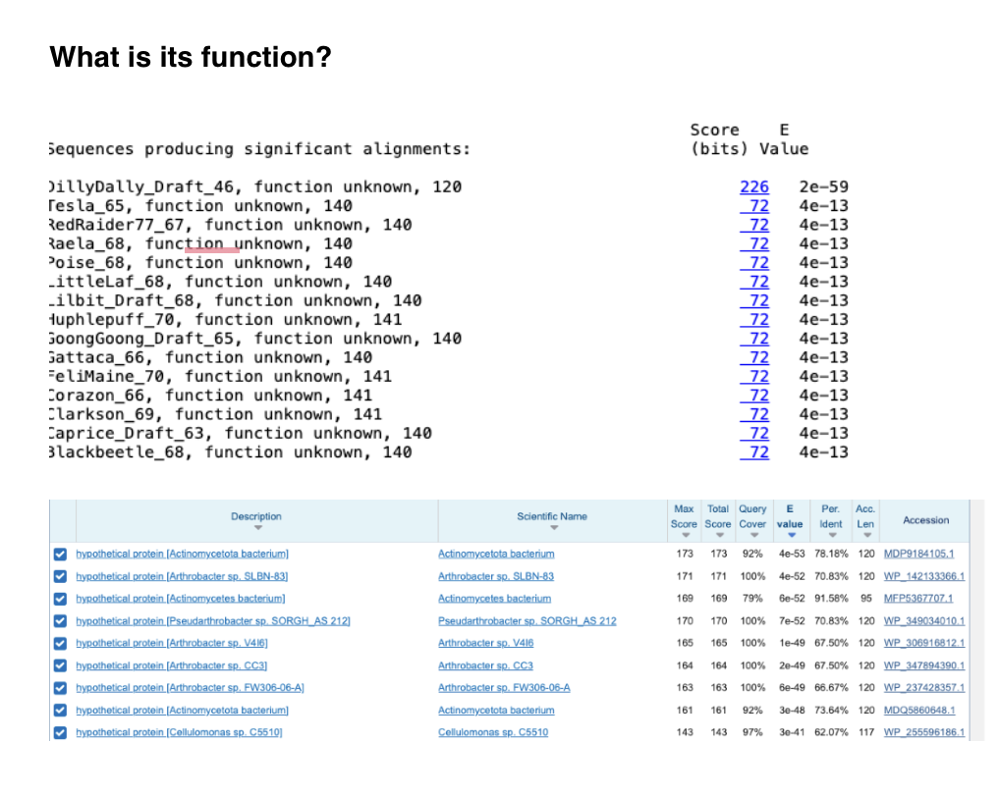 What is its function?
Score E
Sequences producing significant alignments: (bits) Value
DillyDally_Draft_46, function unknown, 120 226 2e-59
Tesla_65, function unknown, 140 72 4e-13
RedRaider77_67, function unknown, 140 72 4e-13
Raela_68, function unknown, 140 72 4e-13
Poise_68, function unknown, 140 72 4e-13
LittleLaf_68, function unknown, 140 72 4e-13
Lilbit_Draft_68, function unknown, 140 72 4e-13
Huphlepuff_70, function unknown, 141 72 4e-13
GoongGoong_Draft_65, function unknown, 140 72 4e-13
Gattaca_66, function unknown, 140 72 4e-13
FeliMaine_70, function unknown, 141 72 4e-13
Corazon_66, function unknown, 141 72 4e-13
Clarkson_69, function unknown, 141 72 4e-13
Caprice_Draft_63, function unknown, 140 72 4e-13
Blackbeetle_68, function unknown, 140 72 4e-13
Description Scientific Name Max Score Total Score Query Cover E value Per. Ident Acc. Len Accession
hypothetical protein [Actinomycetota bacterium] Actinomycetota bacterium 173 173 92% 4e-53 78.18% 120 MDP9184105.1
hypothetical protein [Arthrobacter sp. SLBN-83] Arthrobacter sp. SLBN-83 171 171 100% 4e-52 70.83% 120 WP_142133366.1
hypothetical protein [Actinomycetes bacterium] Actinomycetes bacterium 169 169 79% 6e-52 91.58% 95 MFP5367707.1
hypothetical protein [Pseudarthrobacter sp. SORGH_AS 212] Pseudarthrobacter sp. SORGH_AS 212 170 170 100% 7e-52 70.83% 120 WP_349034010.1
hypothetical protein [Arthrobacter sp. V4I6] Arthrobacter sp. V4I6 165 165 100% 1e-49 67.50% 120 WP_306916812.1
hypothetical protein [Arthrobacter sp. CC3] Arthrobacter sp. CC3 164 164 100% 2e-49 67.50% 120 WP_347894390.1
hypothetical protein [Arthrobacter sp. FW306-06-A] Arthrobacter sp. FW306-06-A 163 163 100% 6e-49 66.67% 120 WP_237428357.1
hypothetical protein [Actinomycetota bacterium] Actinomycetota bacterium 161 161 92% 3e-48 73.64% 120 MDQ5860648.1
hypothetical protein [Cellulomonas sp. C5510] Cellulomonas sp. C5510 143 143 97% 3e-41 62.07% 117 WP_255596186.1